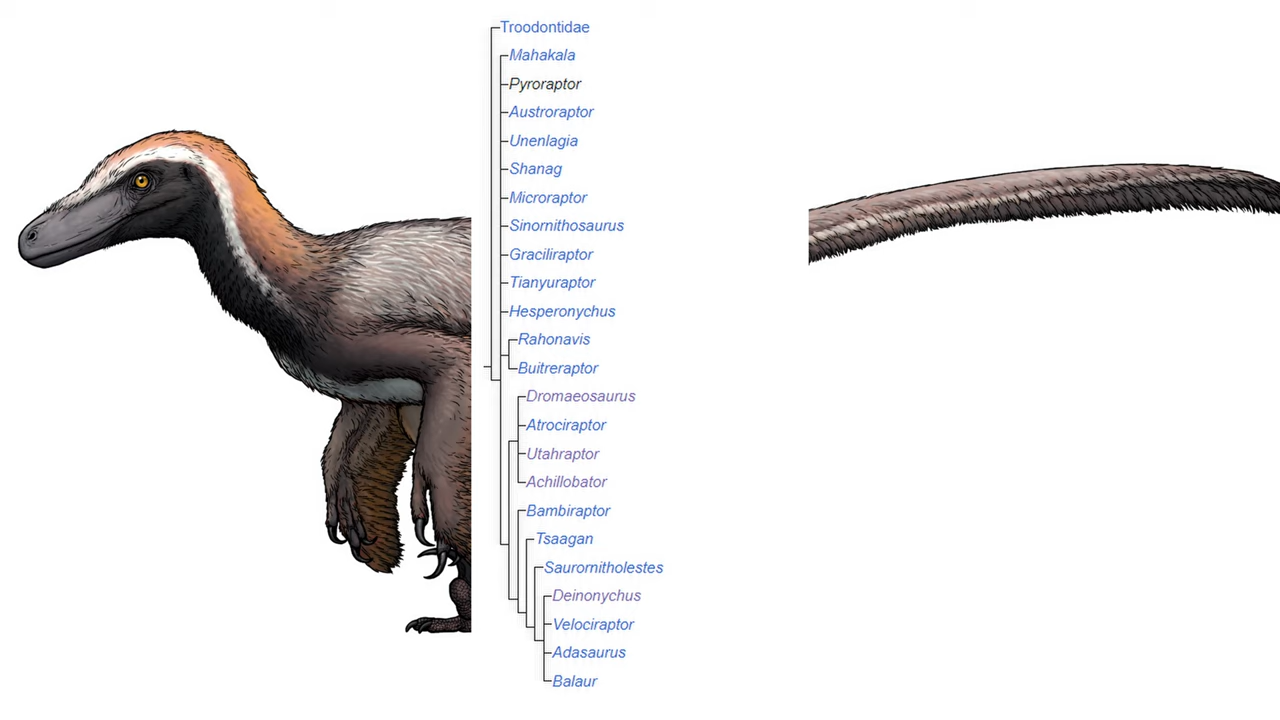 Troodontidae
Mahakala
Pyroraptor
Austroraptor
Unenlagia
Shanag
Microraptor
Sinornithosaurus
Graciliraptor
Tianyuraptor
Hesperonychus
Rahonavis
Buitreraptor
Dromaeosaurus
Atrociraptor
Utahraptor
Achillobator
Bambiraptor
Tsaagan
Saurornitholestes
Deinonychus
Velociraptor
Adasaurus
Balaur